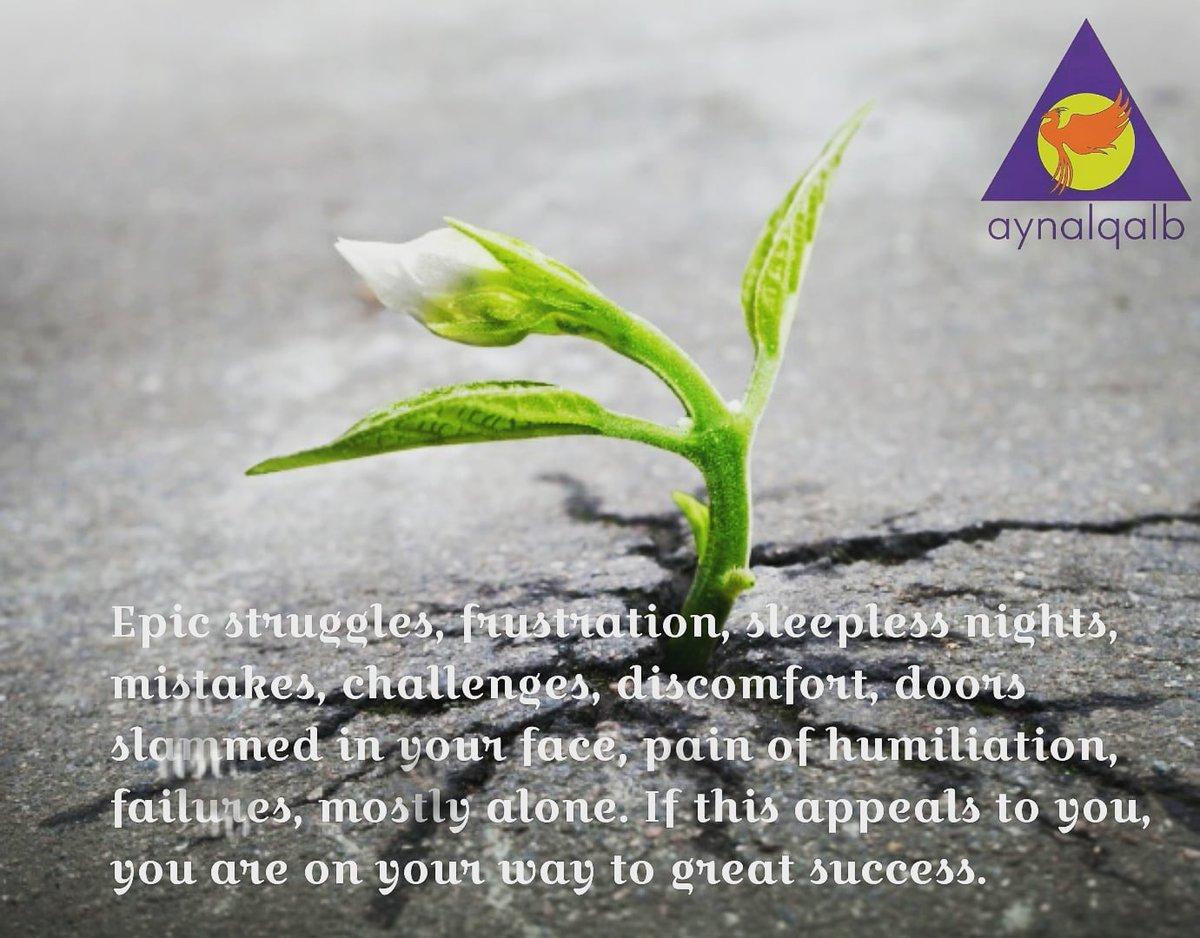 aynalqalb
Epic struggles, frustration, sleepless nights,
mistakes, challenges, discomfort, doors
slammed in your face, pain of humiliation,
failures, mostly alone. If this appeals to you,
you are on your way to great success.